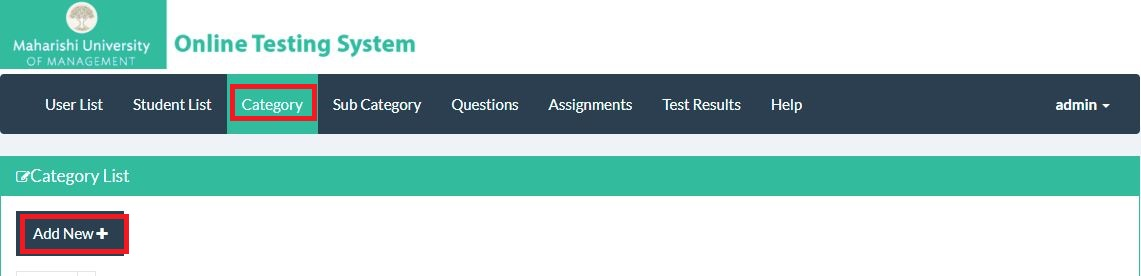 Maharishi University
OF MANAGEMENT
Online Testing System
User List Student List Category Sub Category Questions Assignments Test Results Help admin
Category List
Add New